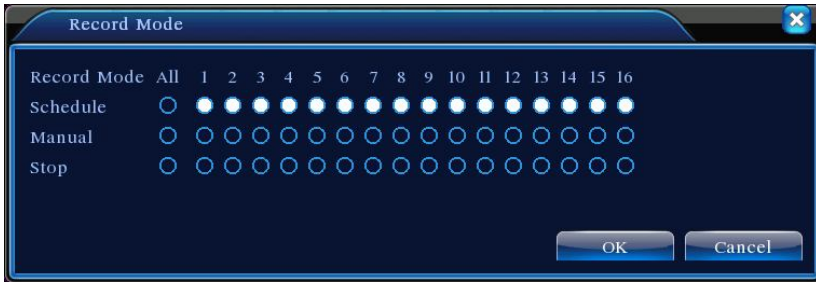 Record Mode
Record Mode All 1 2 3 4 5 6 7 8 9 10 11 12 13 14 15 16
Schedule
Manual
Stop
OK Cancel